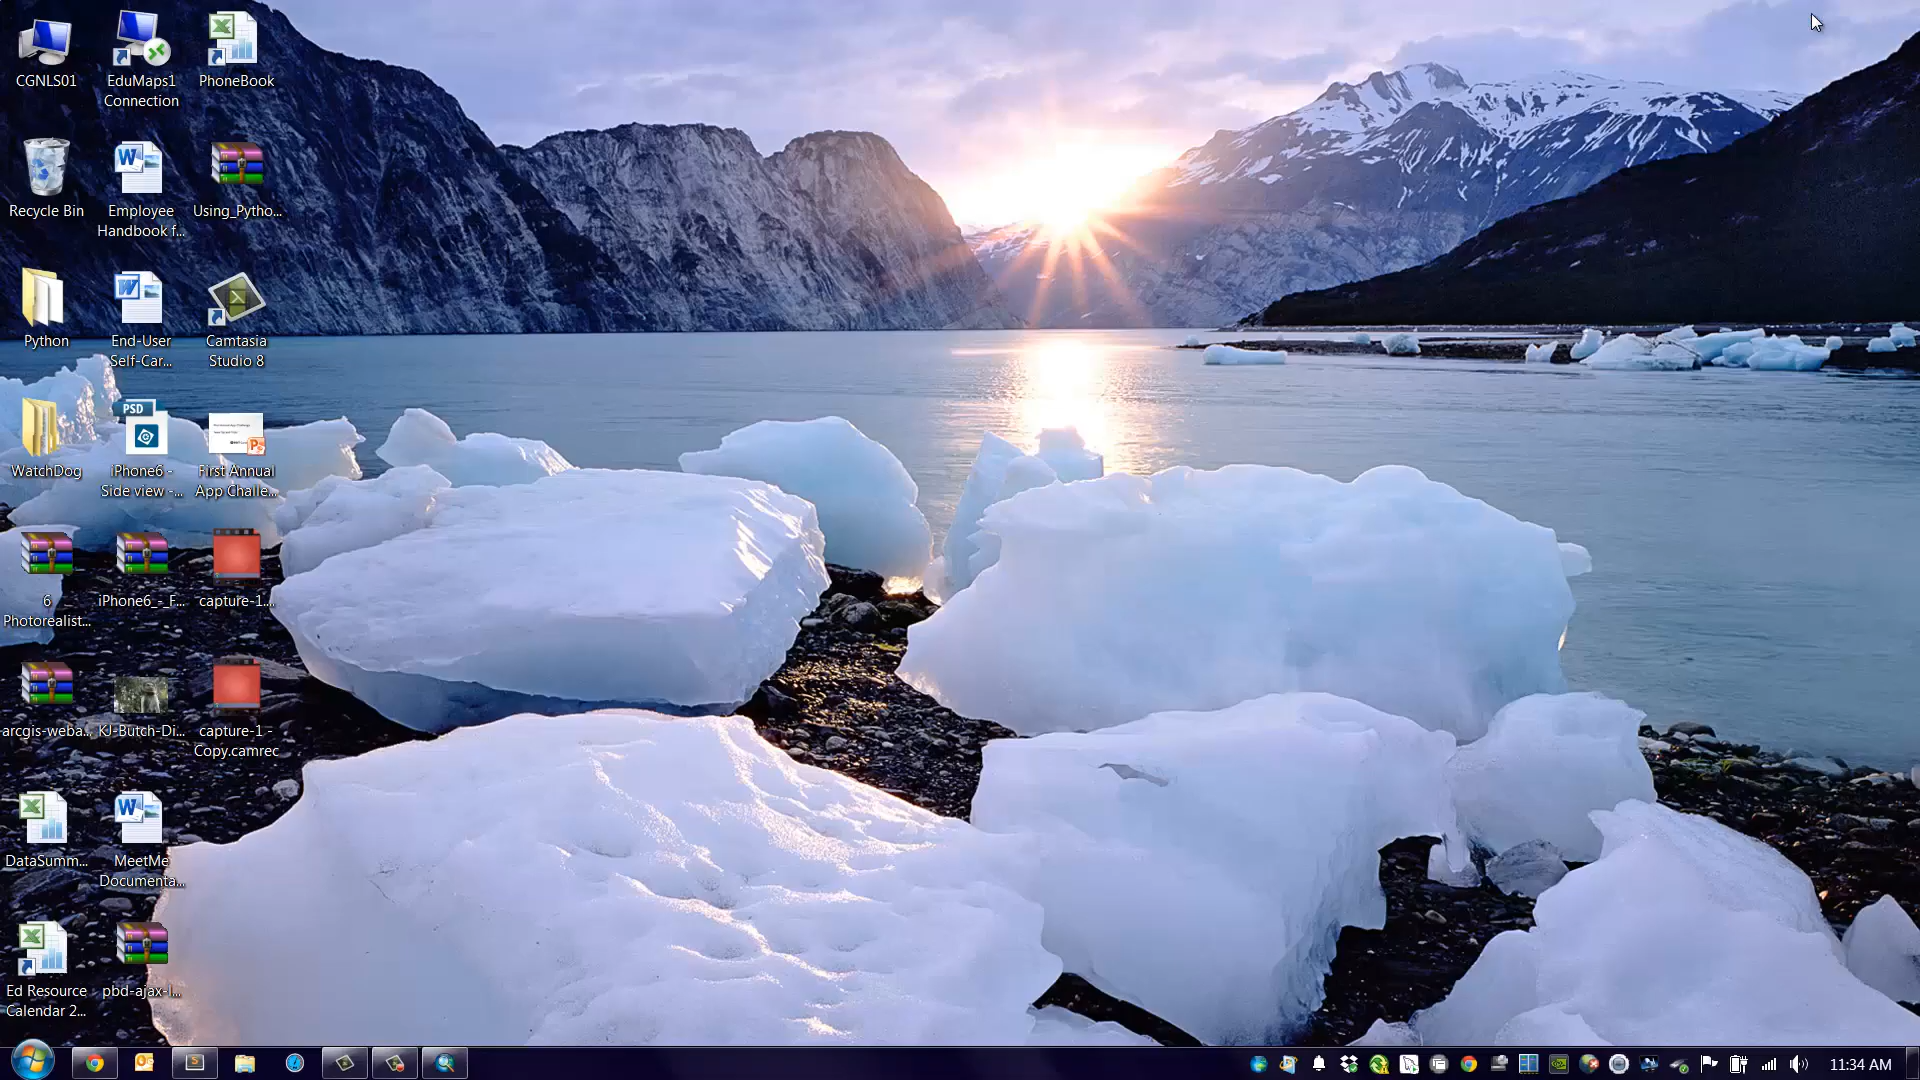 CGNLS01
EduMaps1
Connection
PhoneBook
Recycle Bin
Employee
Handbook f...
Using_Pytho...
Python
End-User
Self-Car...
Camtasia
Studio 8
WatchDog
PSD
iPhone6 -
Side view -...
First Annual
App Challe...
6
Photorealist...
iPhone6_-_F...
capture-1....
arcgis-weba...
KJ-Butch-Di...
capture-1 -
Copy.camrec
DataSumm...
MeetMe
Documenta...
Ed Resource
Calendar 2...
pbd-ajax-l...
11:34 AM